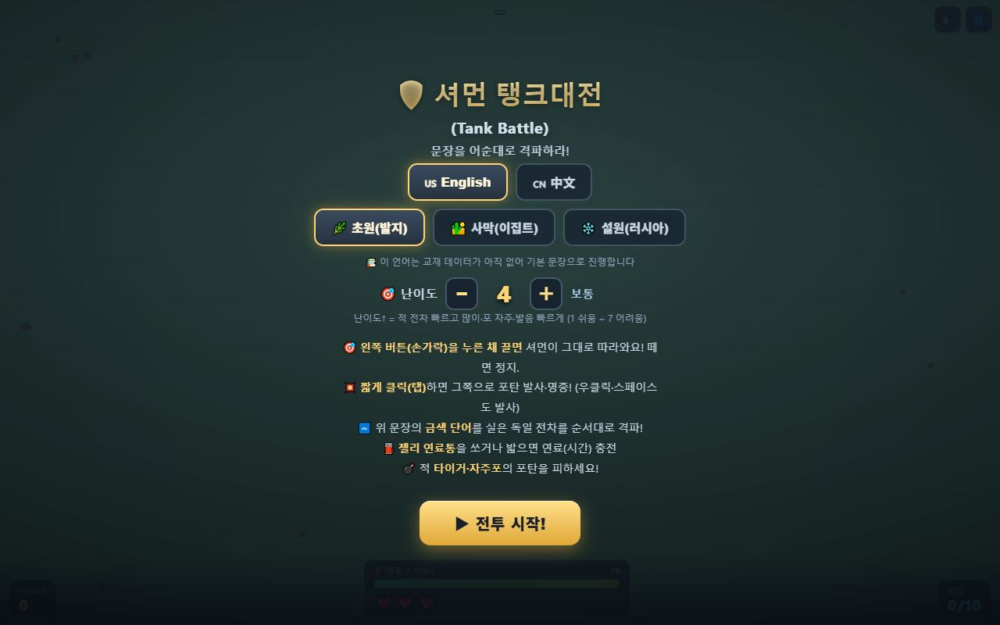 셔먼 탱크대전
(Tank Battle)
문장을 어순대로 격파하라!
US English
CN 中文
초원(발지)
사막(이집트)
설원(러시아)
이 언어는 교재 데이터가 아직 없어 기본 문장으로 진행합니다
난이도 − 4 + 보통
난이도↑ = 적 전차 빠르고 많이·포 자주·발음 빠르게 (1 쉬움 ~ 7 어려움)
왼쪽 버튼(손가락)을 누른 채 끌면 셔먼이 그대로 따라와요! 떼
면 정지.
짧게 클릭(탭)하면 그쪽으로 포탄 발사·명중! (우클릭·스페이스
도 발사)
위 문장의 금색 단어를 실은 독일 전차를 순서대로 격파!
젤리 연료통을 쏘거나 밟으면 연료(시간) 충전
적 타이거·자주포의 포탄을 피하세요!
▶ 전투 시작!
연료 / TIME
70
SCORE
0
정답
0/10